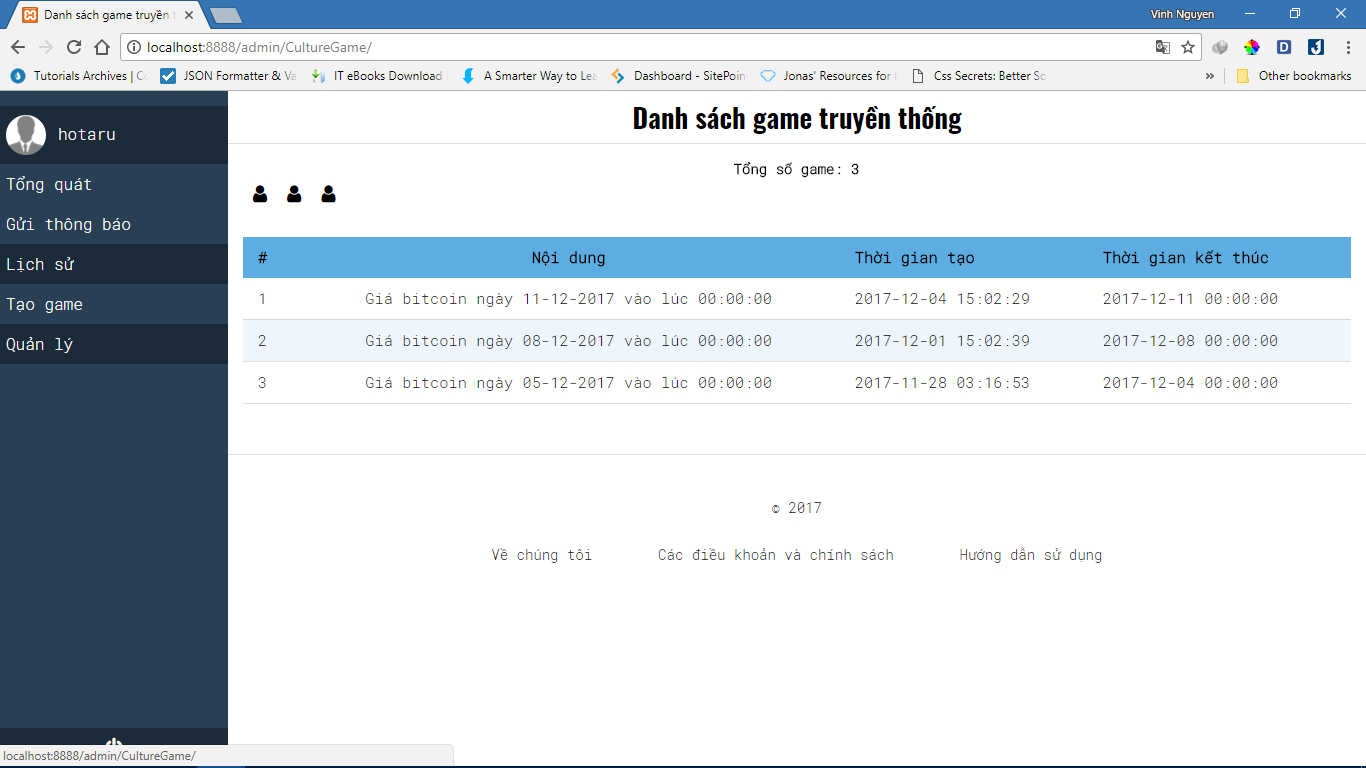 Danh sách game truyền t
Vinh Nguyen
localhost:8888/admin/CultureGame/
Tutorials Archives | Co
JSON Formatter & Va
IT eBooks Download
A Smarter Way to Lea
Dashboard - SitePoin
Jonas' Resources for E
Css Secrets: Better So
»
Other bookmarks
hotaru
Tổng quát
Gửi thông báo
Lịch sử
Tạo game
Quản lý
Danh sách game truyền thống
Tổng số game: 3
# Nội dung Thời gian tạo Thời gian kết thúc
1 Giá bitcoin ngày 11-12-2017 vào lúc 00:00:00 2017-12-04 15:02:29 2017-12-11 00:00:00
2 Giá bitcoin ngày 08-12-2017 vào lúc 00:00:00 2017-12-01 15:02:39 2017-12-08 00:00:00
3 Giá bitcoin ngày 05-12-2017 vào lúc 00:00:00 2017-11-28 03:16:53 2017-12-04 00:00:00
© 2017
Về chúng tôi Các điều khoản và chính sách Hướng dẫn sử dụng
localhost:8888/admin/CultureGame/